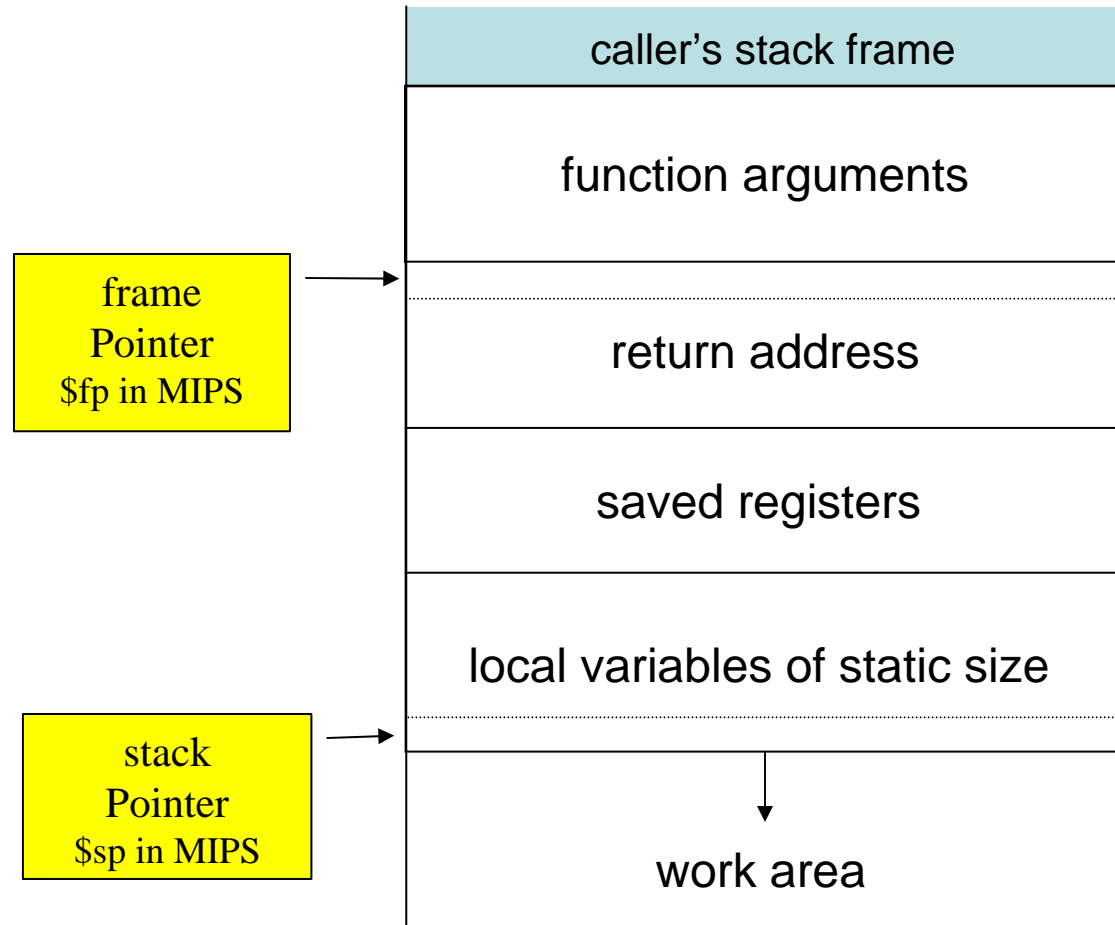 caller’s stack frame
function arguments
frame
Pointer
$fp in MIPS
return address
saved registers
local variables of static size
stack
Pointer
$sp in MIPS
work area